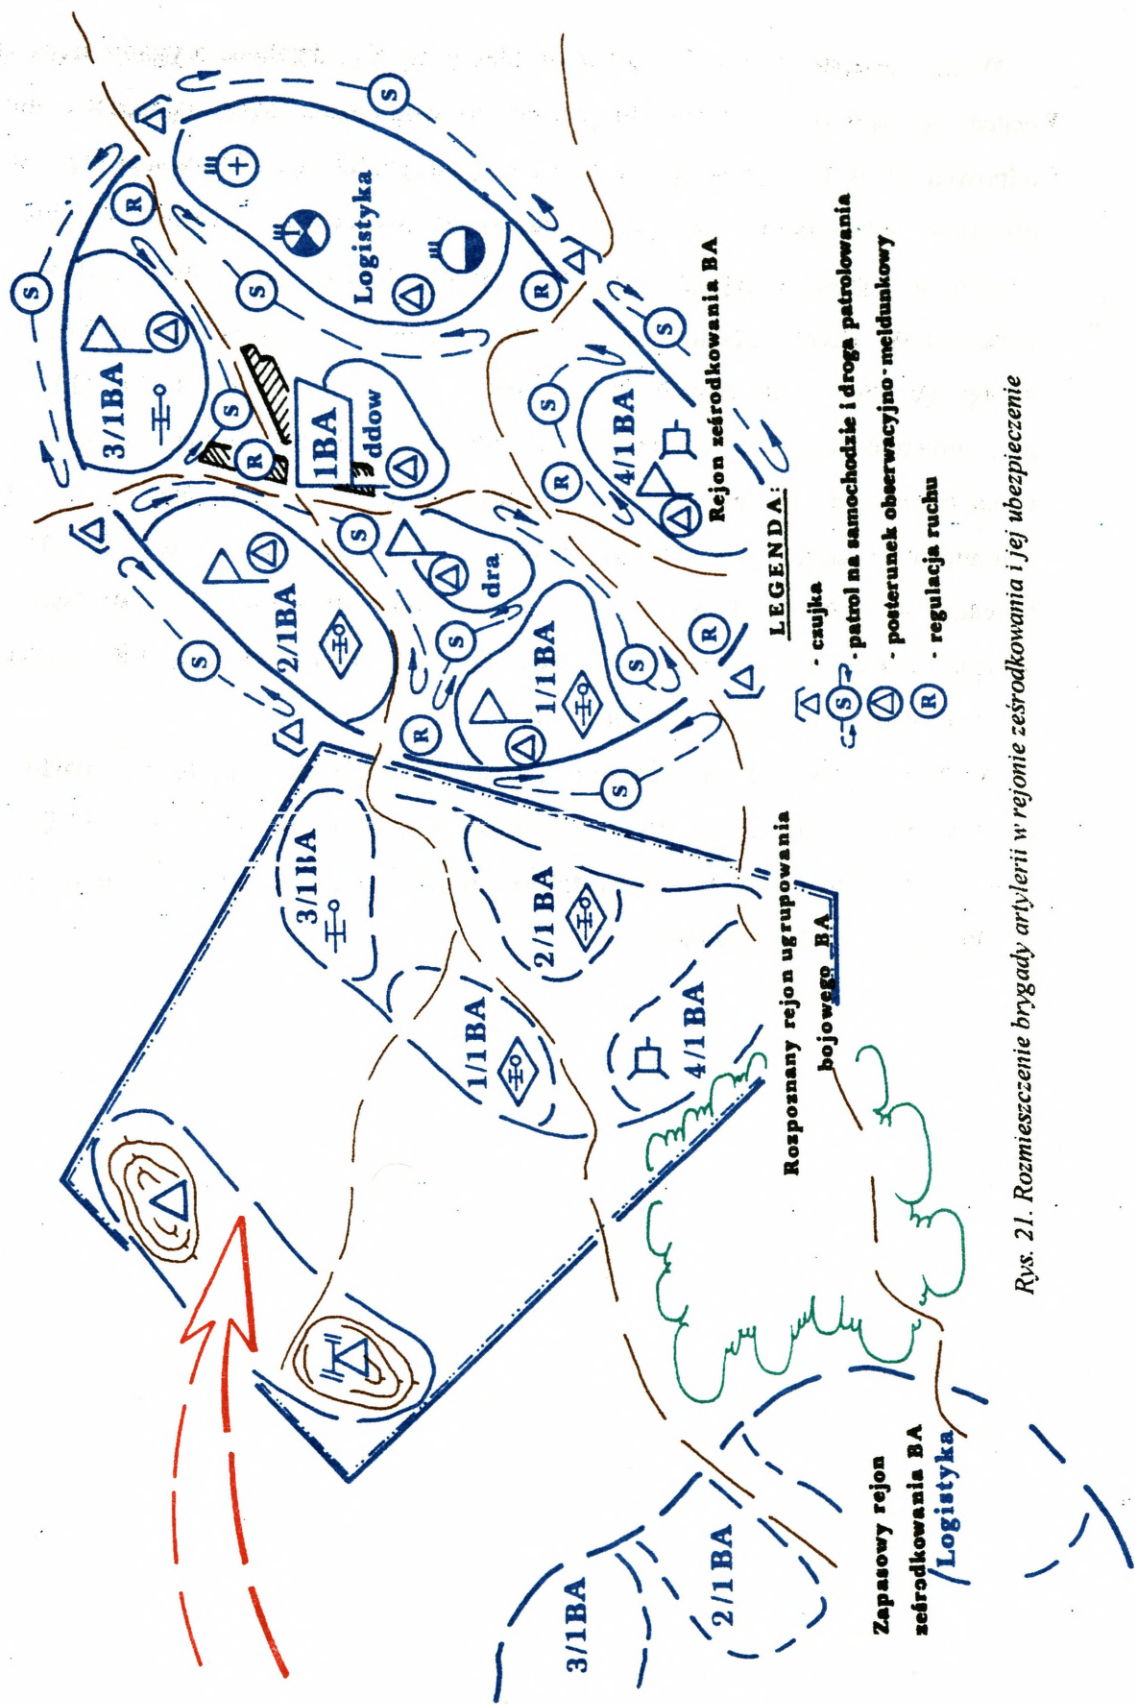 3/1BA
R
S
S
S
S
Logistyka
R
1BA
ddow
R
S
2/1BA
S
S
dra
S
1/1BA
S
S
R
R
4/1BA
S
S
R
Rejon ześrodkowania BA
LEGENDA:
- czujka
S - patrol na samochodzie i droga patrolowania
- posterunek obserwacyjno-meldunkowy
R - regulacja ruchu
3/1BA
2/1 BA
1/1 BA
4/1 BA
Rozpoznany rejon ugrupowania
bojowego BA
3/1BA
2/1BA
Zapasowy rejon
ześrodkowania BA
Logistyka
Rys. 21. Rozmieszczenie brygady artylerii w rejonie ześrodkowania i jej ubezpieczenie